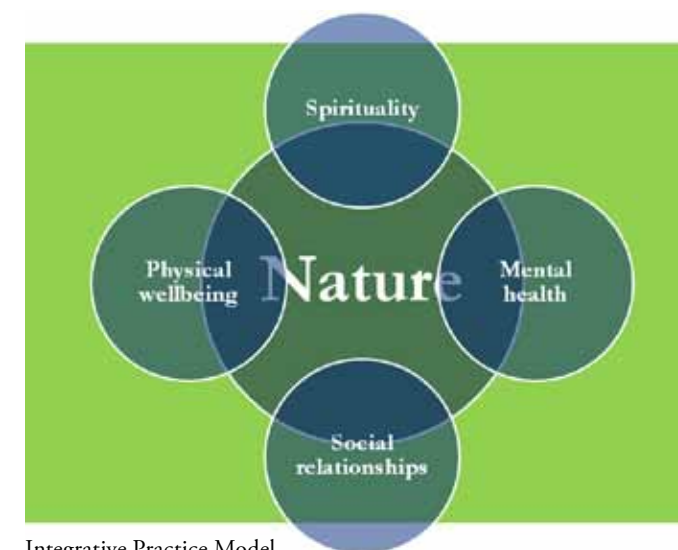 Spirituality
Physical
wellbeing
Nature
Mental
health
Social
relationships
Integrative Practice Model